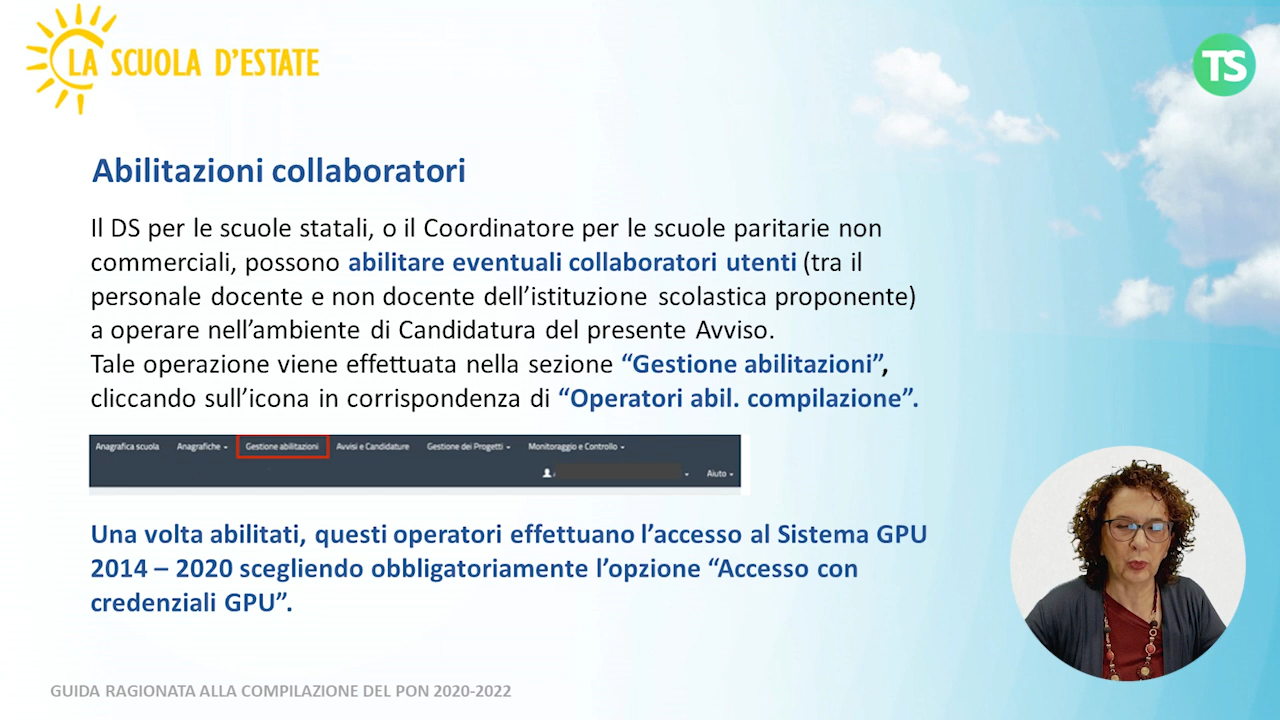 LA SCUOLA D'ESTATE
TS
Abilitazioni collaboratori
Il DS per le scuole statali, o il Coordinatore per le scuole paritarie non
commerciali, possono abilitare eventuali collaboratori utenti (tra il
personale docente e non docente dell’istituzione scolastica proponente)
a operare nell’ambiente di Candidatura del presente Avviso.
Tale operazione viene effettuata nella sezione “Gestione abilitazioni”,
cliccando sull’icona in corrispondenza di “Operatori abil. compilazione”.
Anagrafica scuola Anagrafiche Gestione abilitazioni Avvisi e Candidature Gestione dei Progetti Monitoraggio e Controllo
Aiuto
Una volta abilitati, questi operatori effettuano l’accesso al Sistema GPU
2014 – 2020 scegliendo obbligatoriamente l’opzione “Accesso con
credenziali GPU”.
GUIDA RAGIONATA ALLA COMPILAZIONE DEL PON 2020-2022